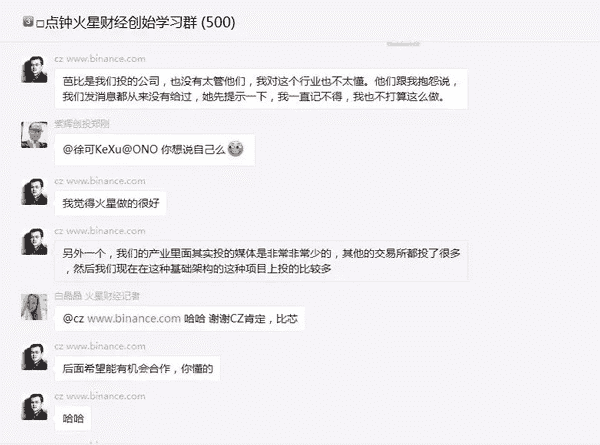 3 □点钟火星财经创始学习群 (500)
cz www.binance.com
芭比是我们投的公司，也没有太管他们，我对这个行业也不太懂。他们跟我抱怨说，
我们发消息都从来没有给过，她先提示一下，我一直记不得，我也不打算这么做。
紫辉创投郑刚
@徐可KeXu@ONO 你想说自己么
cz www.binance.com
我觉得火星做的很好
cz www.binance.com
另外一个，我们的产业里面其实投的媒体是非常非常少的，其他的交易所都投了很多
，然后我们现在在这种基础架构的这种项目上投的比较多
白晶晶 火星财经记者
@cz www.binance.com 哈哈 谢谢CZ肯定，比芯
cz www.binance.com
后面希望能有机会合作，你懂的
cz www.binance.com
哈哈